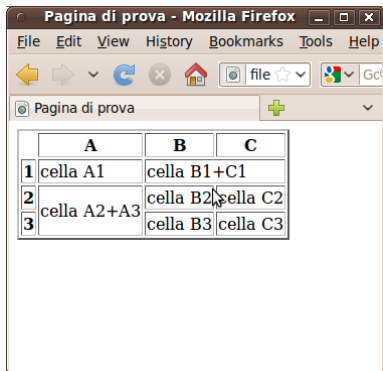 Pagina di prova - Mozilla Firefox
File Edit View History Bookmarks Tools Help
file
Pagina di prova
A B C
1 cella A1 cella B1+C1
2 cella A2+A3 cella B2 cella C2
3 cella B3 cella C3